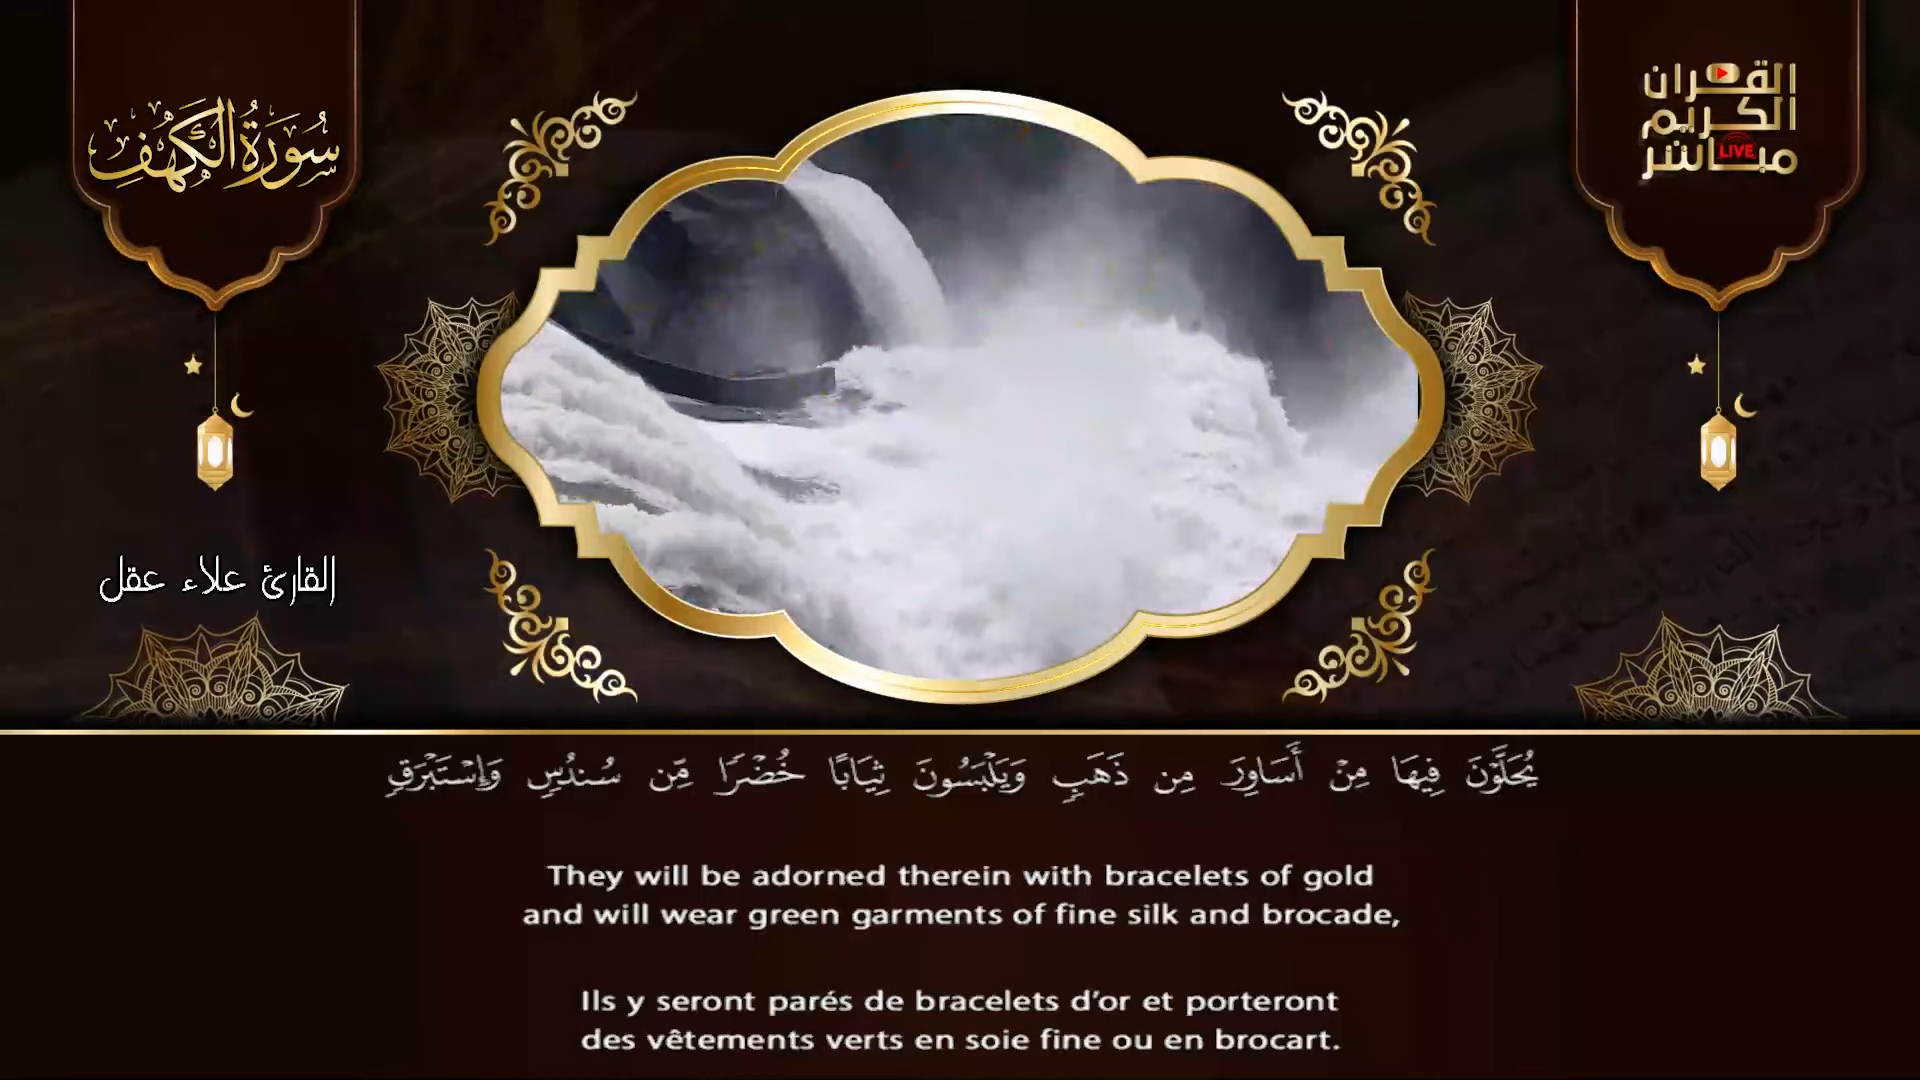 سُورَةُ الْكَهْفِ
القرآن
الكريم
مباشر
LIVE
القارئ علاء عقل
يُحَلَّوْنَ فِيهَا مِنْ أَسَاوِرَ مِن ذَهَبٍ وَيَلْبَسُونَ ثِيَابًا خُضْرًا مِّن سُندُسٍ وَإِسْتَبْرَقٍ
They will be adorned therein with bracelets of gold
and will wear green garments of fine silk and brocade,
Ils y seront parés de bracelets d’or et porteront
des vêtements verts en soie fine ou en brocart.